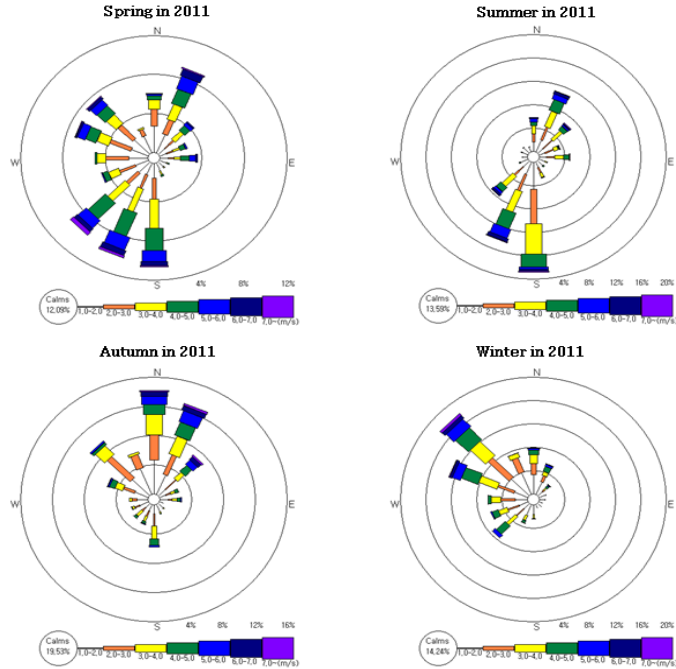 Spring in 2011
N
W
E
S
4%
8%
12%
Calms
12.09%
1.0-2.0
2.0-3.0
3.0-4.0
4.0-5.0
5.0-6.0
6.0-7.0
7.0~(m/s)
Summer in 2011
N
W
E
S
4%
8%
12%
16%
20%
Calms
13.59%
1.0-2.0
2.0-3.0
3.0-4.0
4.0-5.0
5.0-6.0
6.0-7.0
7.0~(m/s)
Autumn in 2011
N
W
E
S
4%
8%
12%
16%
Calms
19.53%
1.0-2.0
2.0-3.0
3.0-4.0
4.0-5.0
5.0-6.0
6.0-7.0
7.0~(m/s)
Winter in 2011
N
W
E
S
4%
8%
12%
16%
20%
Calms
14.24%
1.0-2.0
2.0-3.0
3.0-4.0
4.0-5.0
5.0-6.0
6.0-7.0
7.0~(m/s)